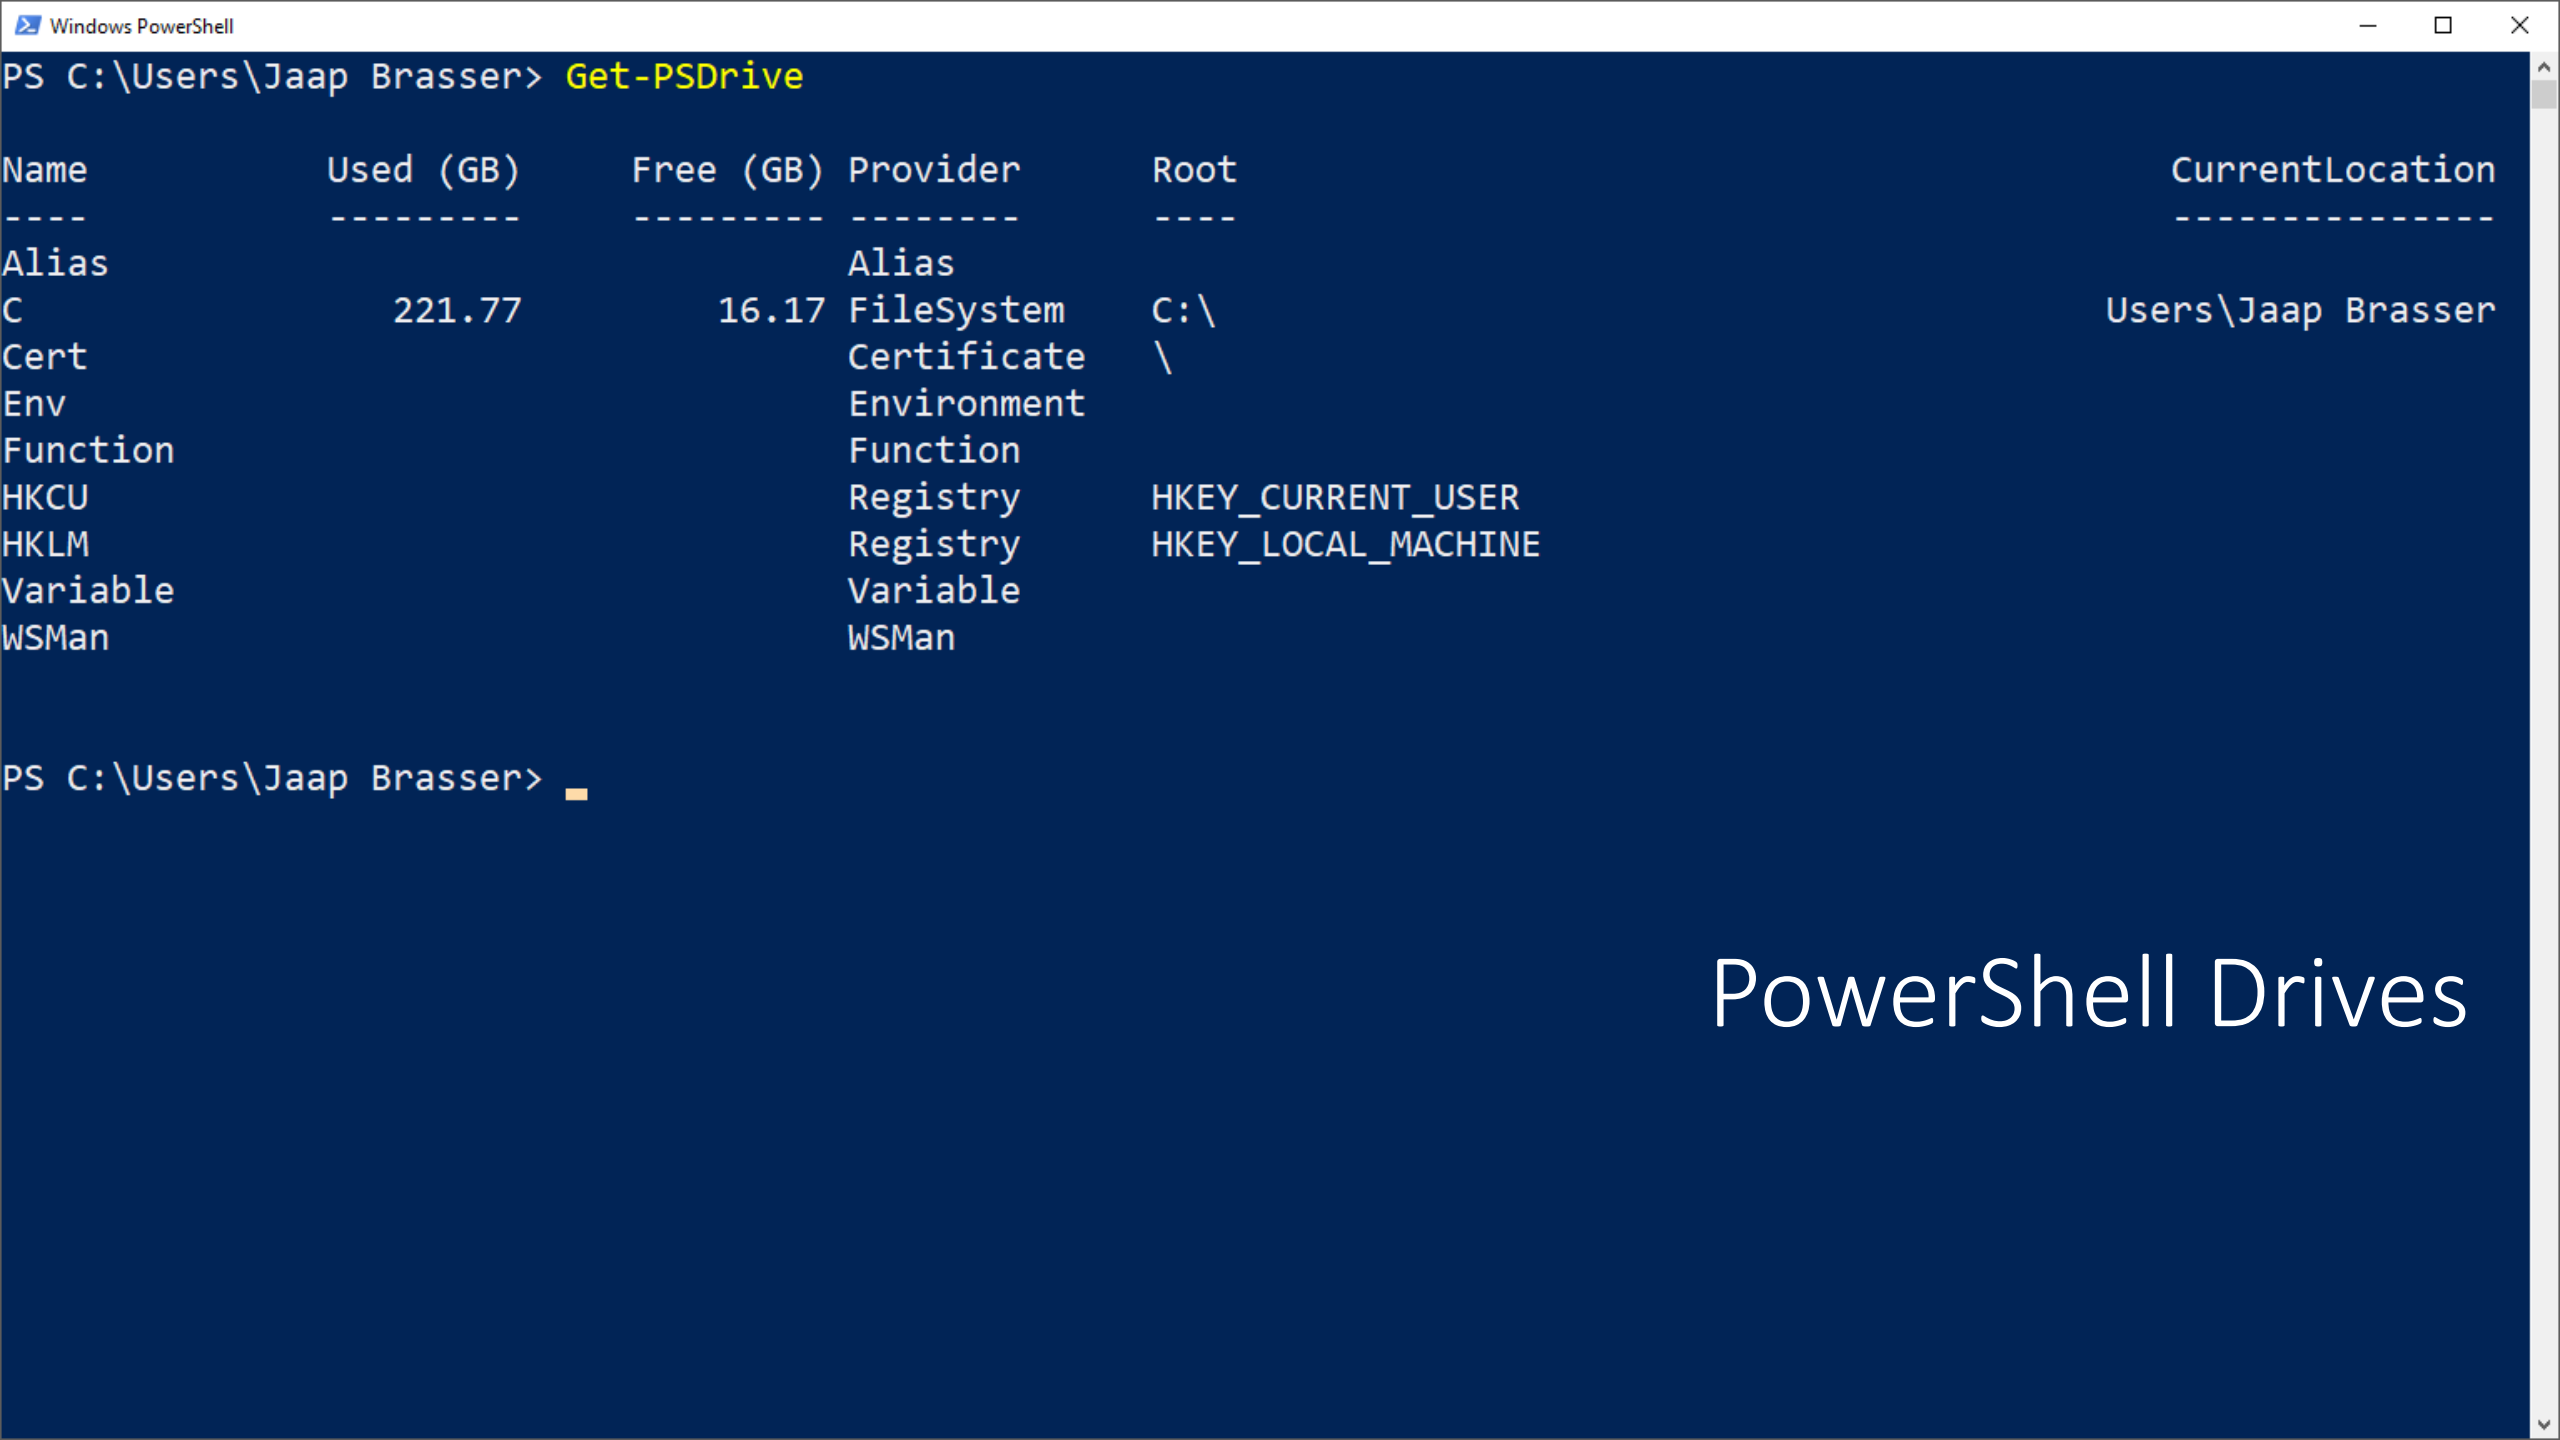 Windows PowerShell
PS C:\Users\Jaap Brasser> Get-PSDrive
Name Used (GB) Free (GB) Provider Root CurrentLocation
---- --------- --------- -------- ---- ---------------
Alias Alias
C 221.77 16.17 FileSystem C:\ Users\Jaap Brasser
Cert Certificate \
Env Environment
Function Function
HKCU Registry HKEY_CURRENT_USER
HKLM Registry HKEY_LOCAL_MACHINE
Variable Variable
WSMan WSMan
PS C:\Users\Jaap Brasser>
PowerShell Drives